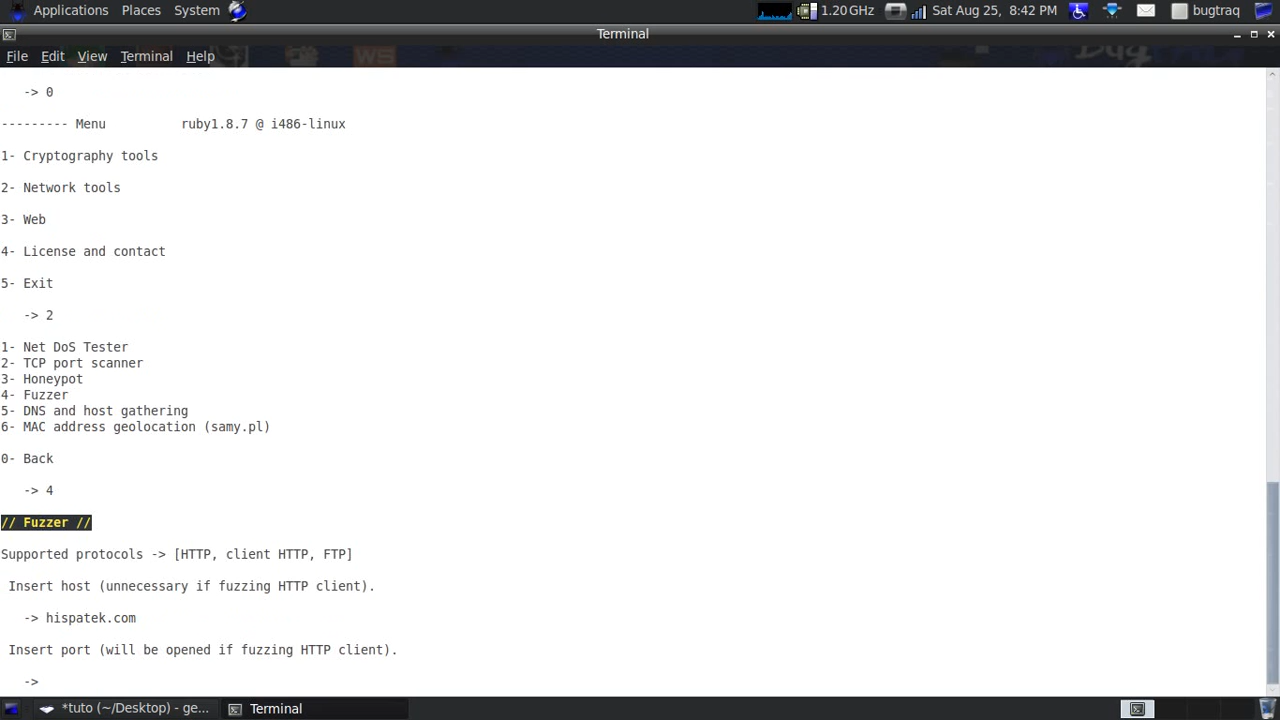 Applications Places System 1.20 GHz Sat Aug 25, 8:42 PM bugtraq
Terminal
File Edit View Terminal Help
-> 0
--------- Menu ruby1.8.7 @ i486-linux
1- Cryptography tools
2- Network tools
3- Web
4- License and contact
5- Exit
-> 2
1- Net DoS Tester
2- TCP port scanner
3- Honeypot
4- Fuzzer
5- DNS and host gathering
6- MAC address geolocation (samy.pl)
0- Back
-> 4
// Fuzzer //
Supported protocols -> [HTTP, client HTTP, FTP]
Insert host (unnecessary if fuzzing HTTP client).
-> hispatek.com
Insert port (will be opened if fuzzing HTTP client).
->
*tuto (~/Desktop) - ge... Terminal